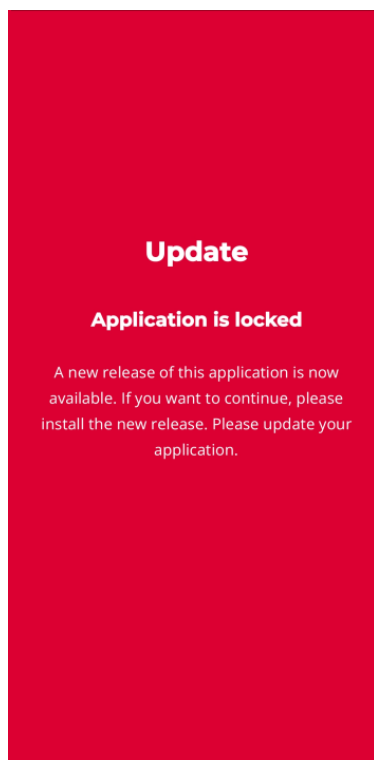 Update
Application is locked
A new release of this application is now
available. If you want to continue, please
install the new release. Please update your
application.